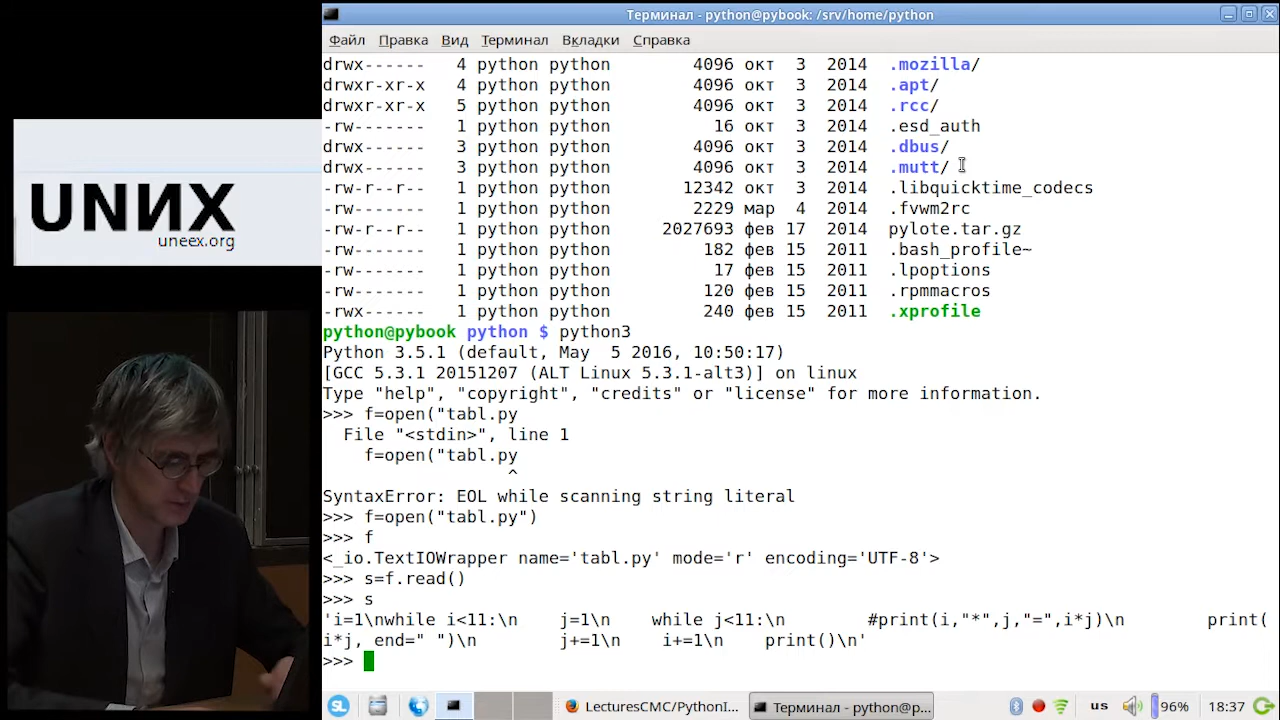 Терминал - python@pybook: /srv/home/python
Файл Правка Вид Терминал Вкладки Справка
drwx------ 4 python python 4096 окт 3 2014 .mozilla/
drwxr-xr-x 4 python python 4096 окт 3 2014 .apt/
drwxr-xr-x 5 python python 4096 окт 3 2014 .rcc/
-rw------- 1 python python 16 окт 3 2014 .esd_auth
drwx------ 3 python python 4096 окт 3 2014 .dbus/
drwx------ 3 python python 4096 окт 3 2014 .mutt/
-rw-r--r-- 1 python python 12342 окт 3 2014 .libquicktime_codecs
-rw-r--r-- 1 python python 2229 мар 4 2014 .fvwm2rc
-rw-r--r-- 1 python python 2027693 фев 17 2014 pylote.tar.gz
-rw------- 1 python python 182 фев 15 2011 .bash_profile~
-rw------- 1 python python 17 фев 15 2011 .lpoptions
-rw------- 1 python python 120 фев 15 2011 .rpmmacros
-rwx------ 1 python python 240 фев 15 2011 .xprofile
python@pybook python $ python3
Python 3.5.1 (default, May  5 2016, 10:50:17)
[GCC 5.3.1 20151207 (ALT Linux 5.3.1-alt3)] on linux
Type "help", "copyright", "credits" or "license" for more information.
>>> f=open("tabl.py
  File "<stdin>", line 1
    f=open("tabl.py
                  ^
SyntaxError: EOL while scanning string literal
>>> f=open("tabl.py")
>>> f
<_io.TextIOWrapper name='tabl.py' mode='r' encoding='UTF-8'>
>>> s=f.read()
>>> s
'i=1\nwhile i<11:\n    j=1\n    while j<11:\n        #print(i,"*",j,"=",i*j)\n        print(
i*j, end=" ")\n        j+=1\n    i+=1\n    print()\n'
>>>
UNИX
uneex.org
LecturesCMC/PythonI...
Терминал - python@p...
us
96%
18:37